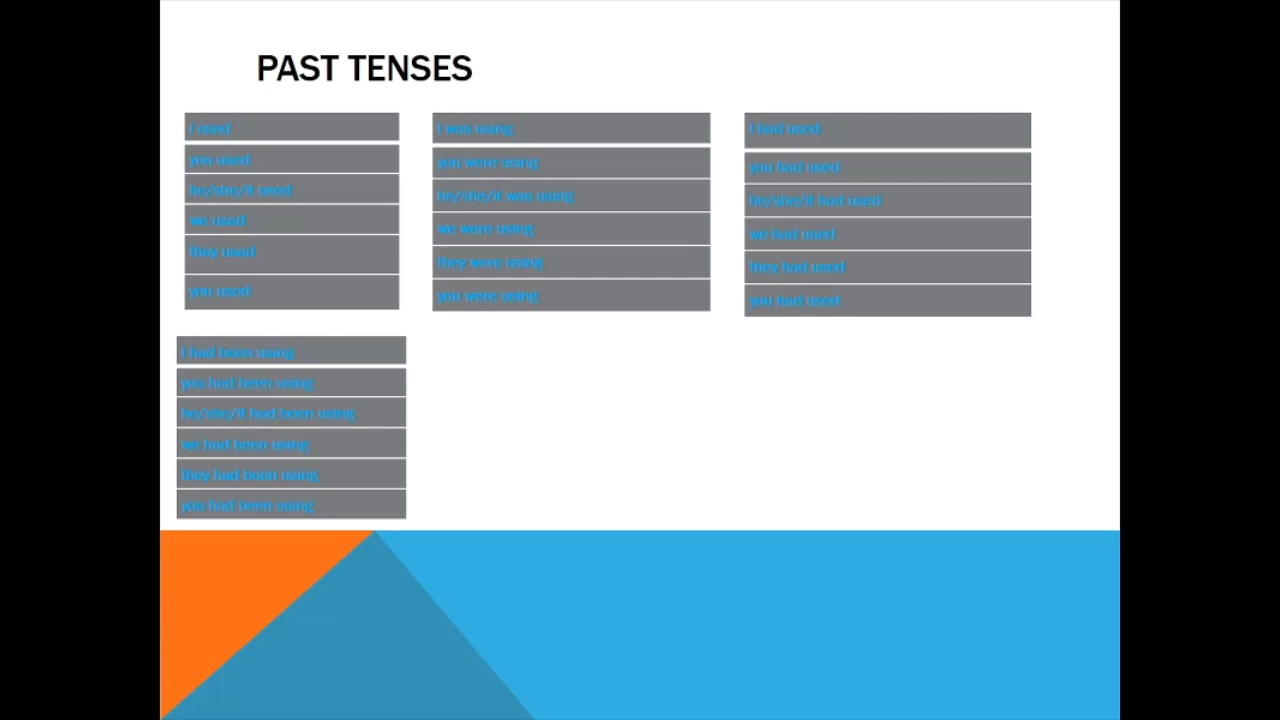 PAST TENSES
I used
you used
he/she/it used
we used
they used
you used
I was using
you were using
he/she/it was using
we were using
they were using
you were using
I had used
you had used
he/she/it had used
we had used
they had used
you had used
I had been using
you had been using
he/she/it had been using
we had been using
they had been using
you had been using